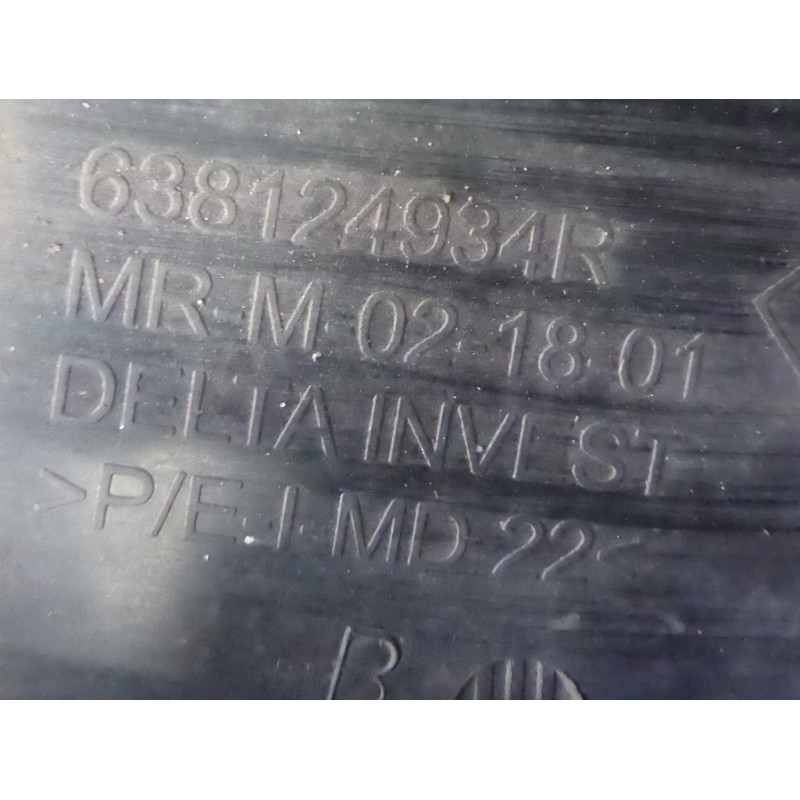 638124934R
MR-M-02-18-01
DELTA INVEST
>P/E-I-MD 22<
B